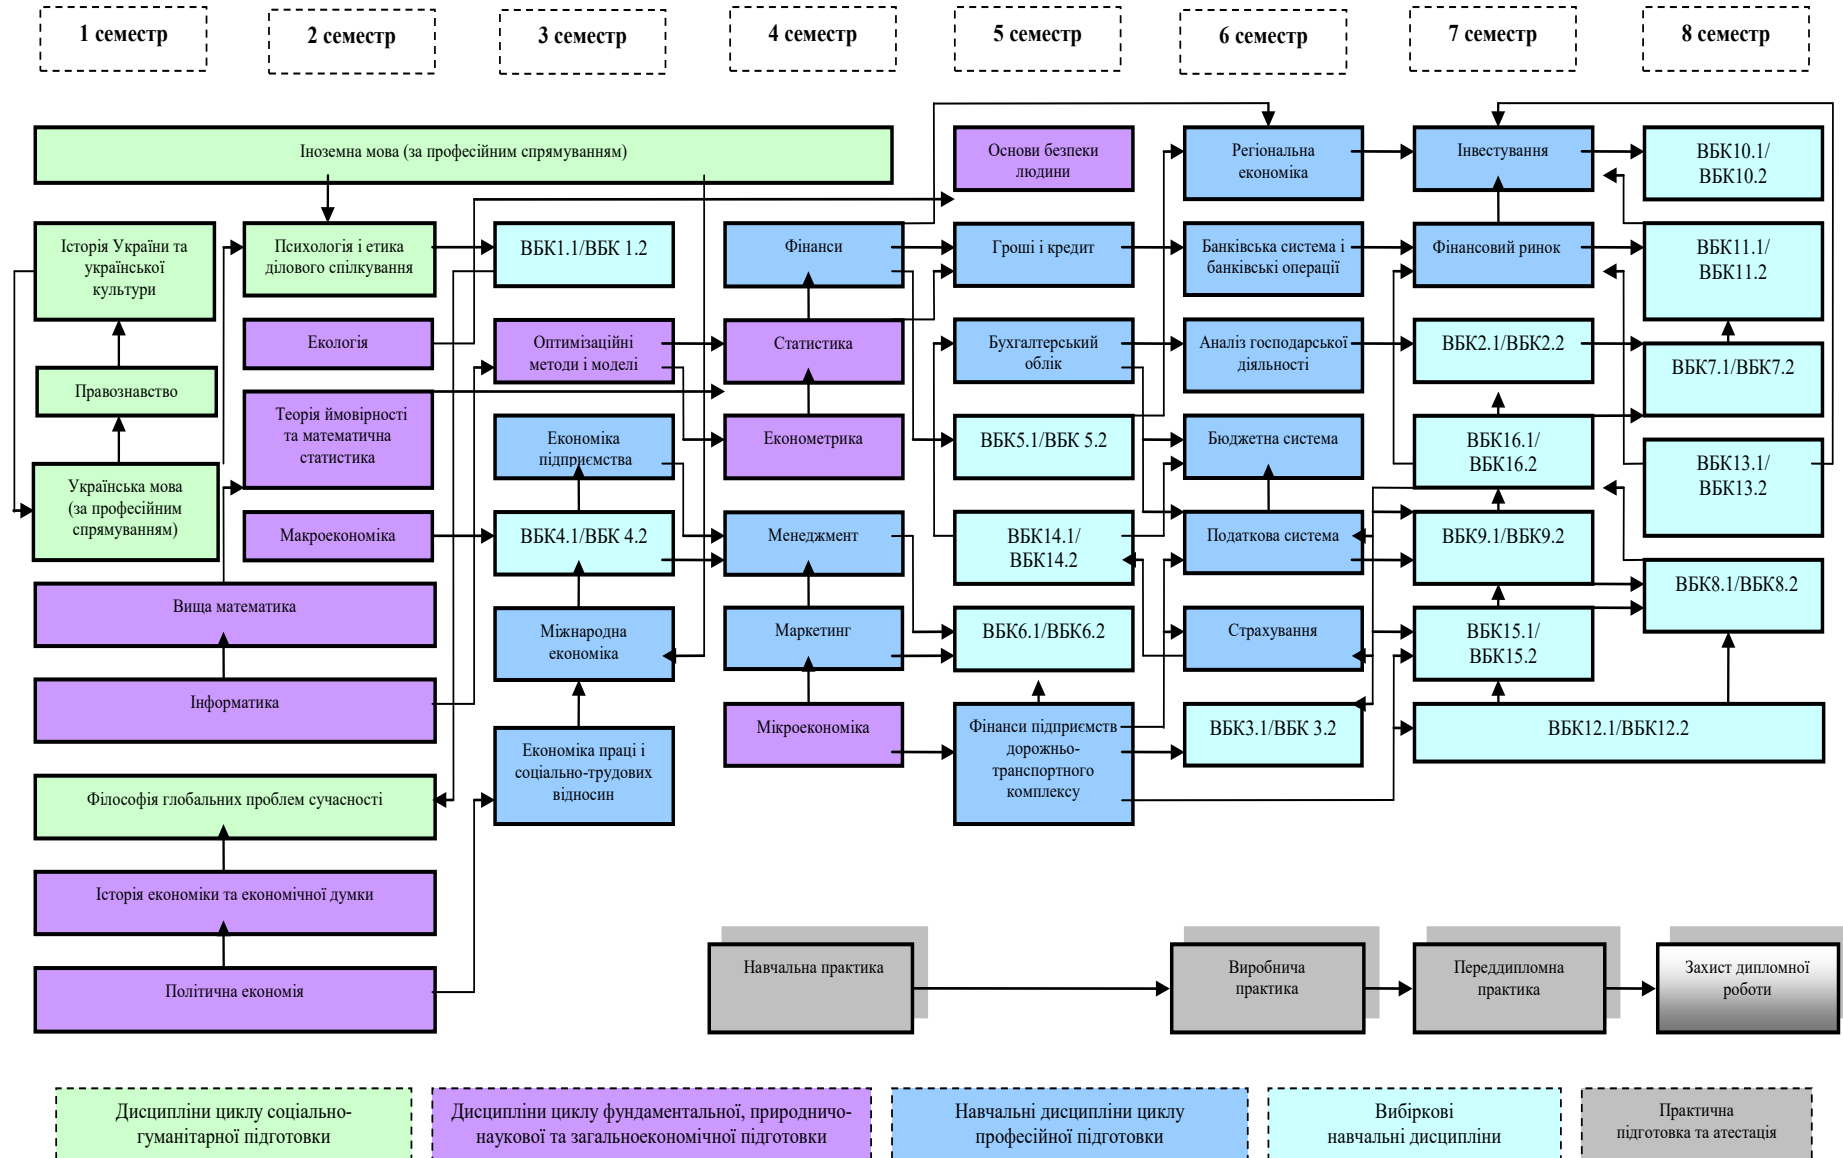 1 семестр
2 семестр
3 семестр
4 семестр
5 семестр
6 семестр
7 семестр
8 семестр
Іноземна мова (за професійним спрямуванням)
Основи безпеки
людини
Регіональна
економіка
Інвестування
ВБК10.1/
ВБК10.2
Історія України та
української
культури
Психологія і етика
ділового спілкування
ВБК1.1/ВБК 1.2
Фінанси
Гроші і кредит
Банківська система і
банківські операції
Фінансовий ринок
ВБК11.1/
ВБК11.2
Екологія
Оптимізаційні
методи і моделі
Статистика
Бухгалтерський
облік
Аналіз господарської
діяльності
ВБК2.1/ВБК2.2
ВБК7.1/ВБК7.2
Правознавство
Теорія ймовірності
та математична
статистика
Економіка
підприємства
Економетрика
ВБК5.1/ВБК 5.2
Бюджетна система
ВБК16.1/
ВБК16.2
ВБК13.1/
ВБК13.2
Українська мова
(за професійним
спрямуванням)
Макроекономіка
ВБК4.1/ВБК 4.2
Менеджмент
ВБК14.1/
ВБК14.2
Податкова система
ВБК9.1/ВБК9.2
ВБК8.1/ВБК8.2
Вища математика
Міжнародна
економіка
Маркетинг
ВБК6.1/ВБК6.2
Страхування
ВБК15.1/
ВБК15.2
Інформатика
Економіка праці і
соціально-трудових
відносин
Мікроекономіка
Фінанси підприємств
дорожньо-
транспортного
комплексу
ВБК3.1/ВБК 3.2
ВБК12.1/ВБК12.2
Філософія глобальних проблем сучасності
Історія економіки та економічної думки
Політична економія
Навчальна практика
Виробнича
практика
Переддипломна
практика
Захист дипломної
роботи
Дисципліни циклу соціально-
гуманітарної підготовки
Дисципліни циклу фундаментальної, природничо-
наукової та загальноекономічної підготовки
Навчальні дисципліни циклу
професійної підготовки
Вибіркові
навчальні дисципліни
Практична
підготовка та атестація